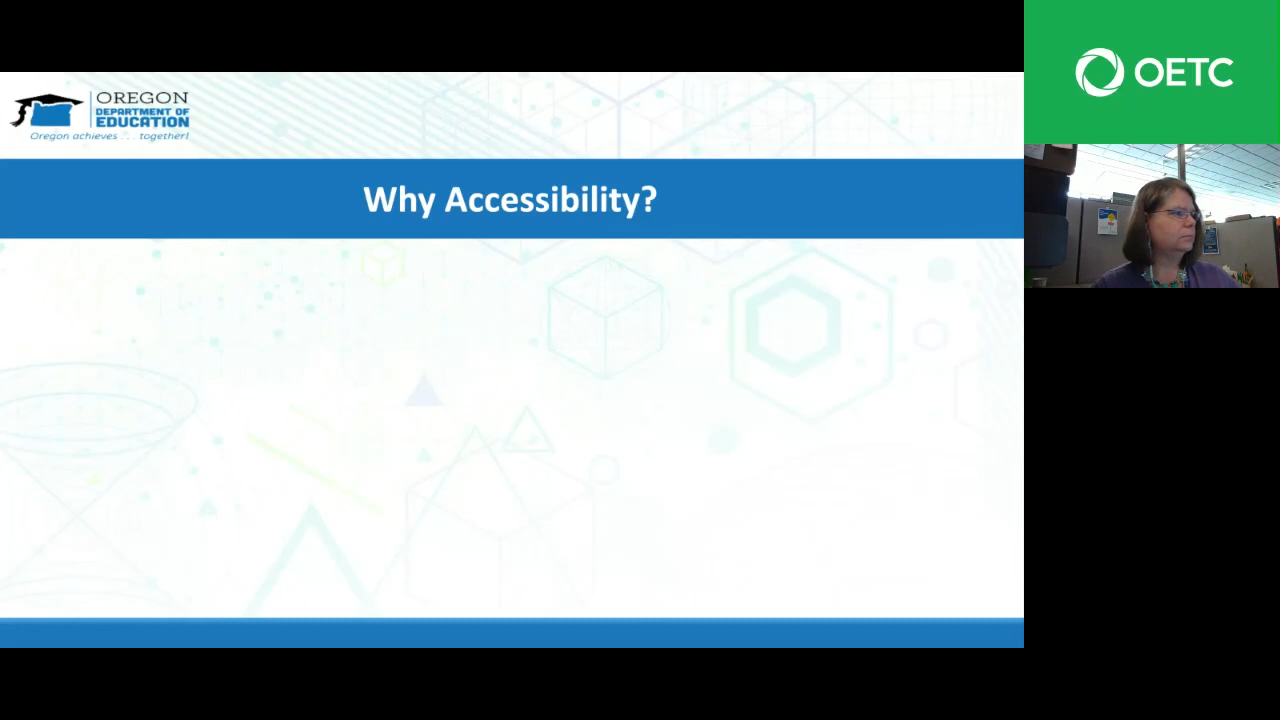 OREGON
DEPARTMENT OF
EDUCATION
Oregon achieves . . . together!
Why Accessibility?
OETC